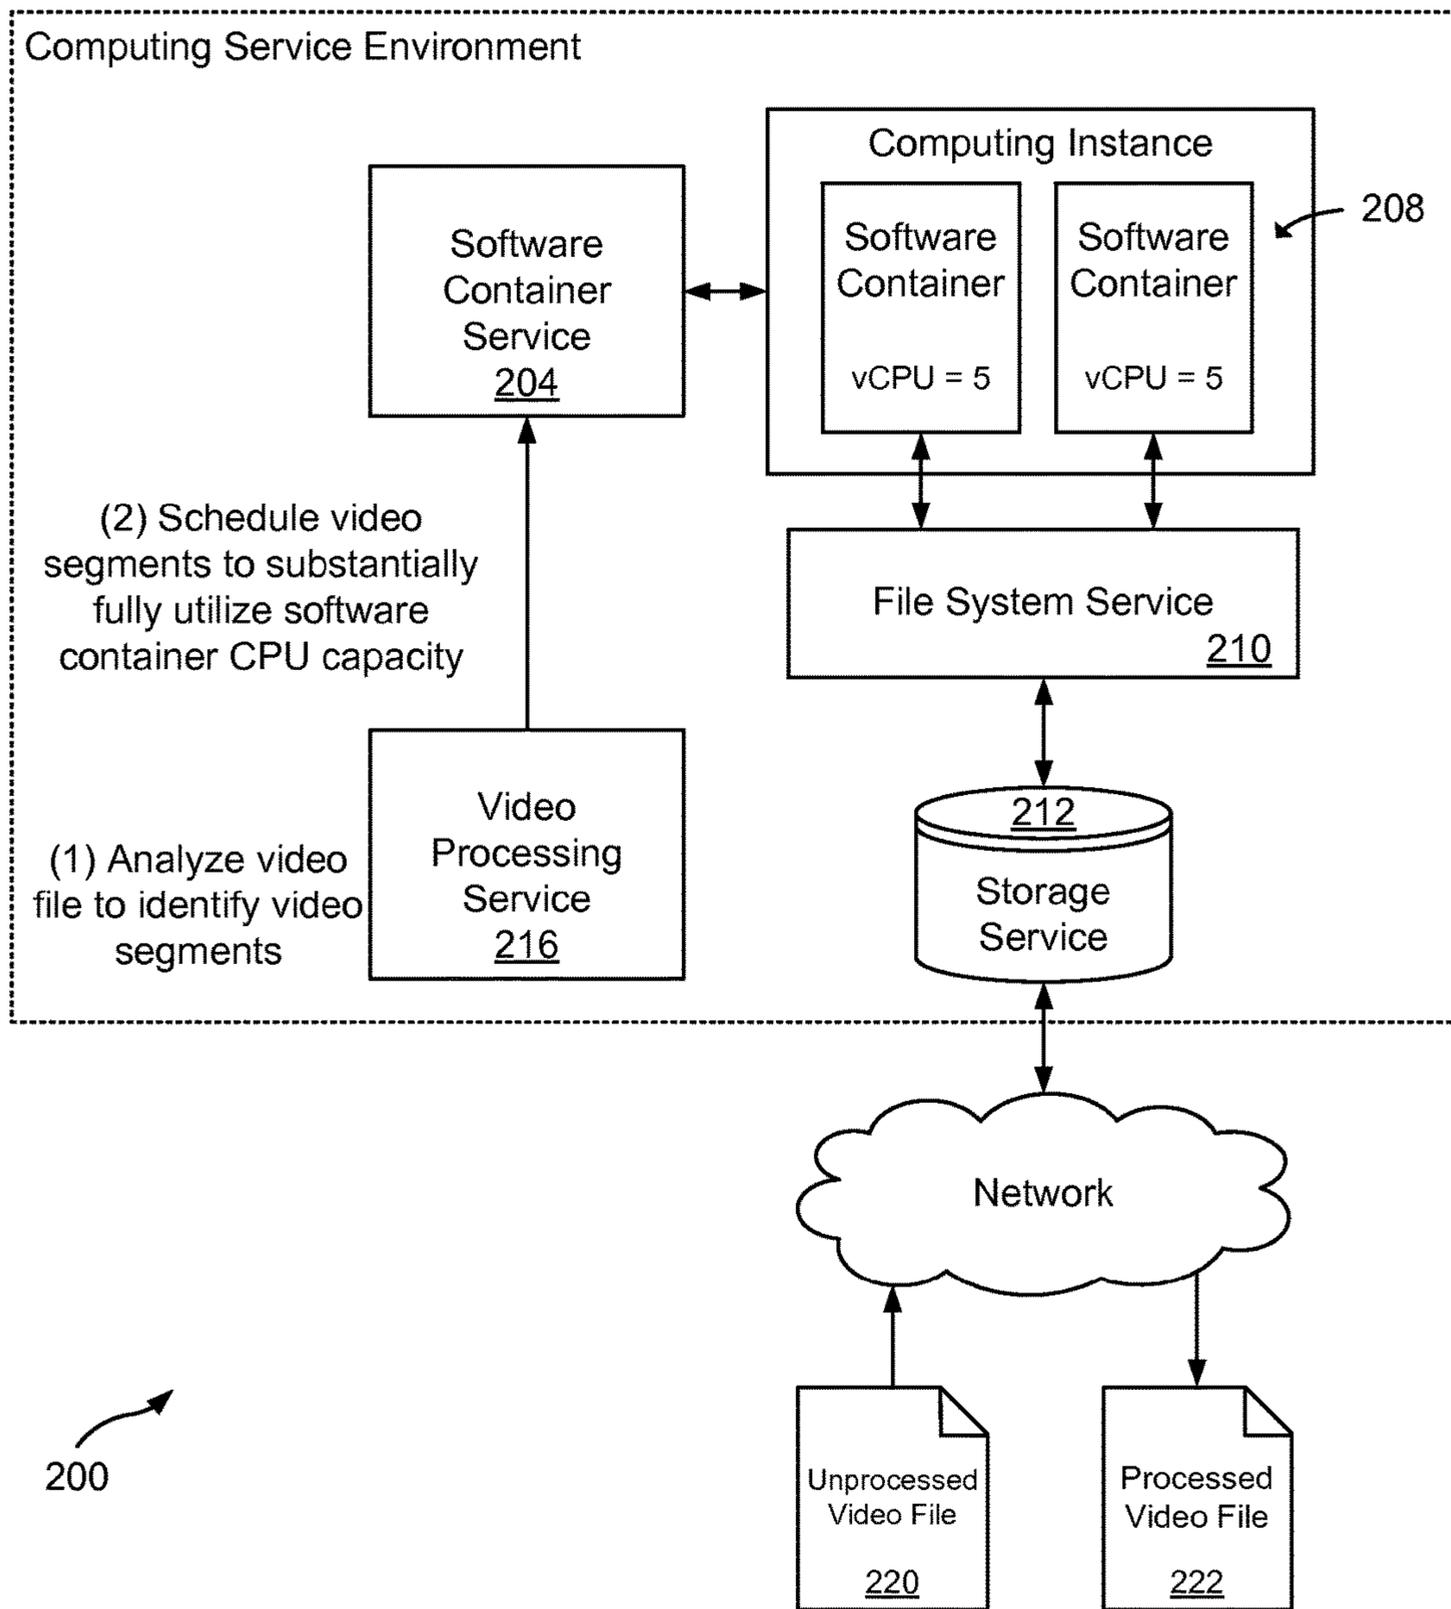 Computing Service Environment
Computing Instance
208
Software
Container
Service
204
Software
Container
vCPU = 5
Software
Container
vCPU = 5
(2) Schedule video
segments to substantially
fully utilize software
container CPU capacity
File System Service
210
(1) Analyze video
file to identify video
segments
Video
Processing
Service
216
212
Storage
Service
Network
200
Unprocessed
Video File
220
Processed
Video File
222